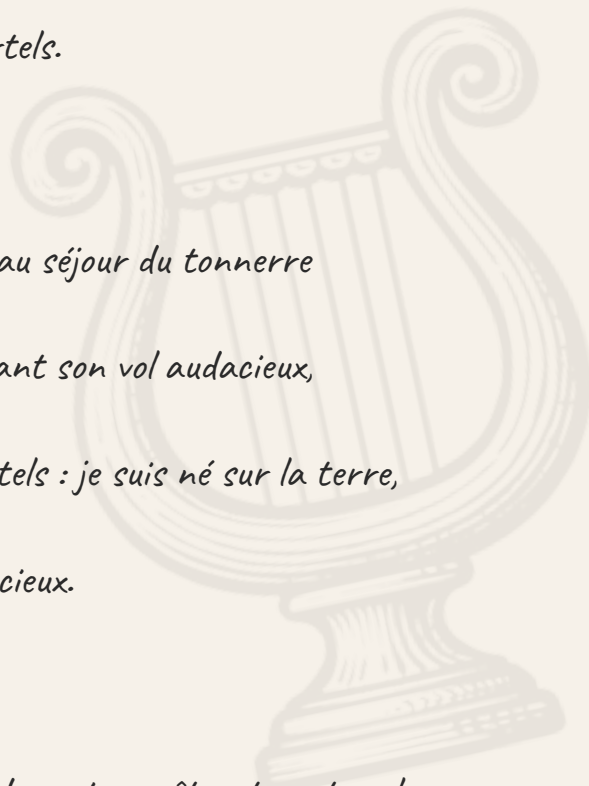 tels.
au séjour du tonnerre
ant son vol audacieux,
tels : je suis né sur la terre,
cieux.